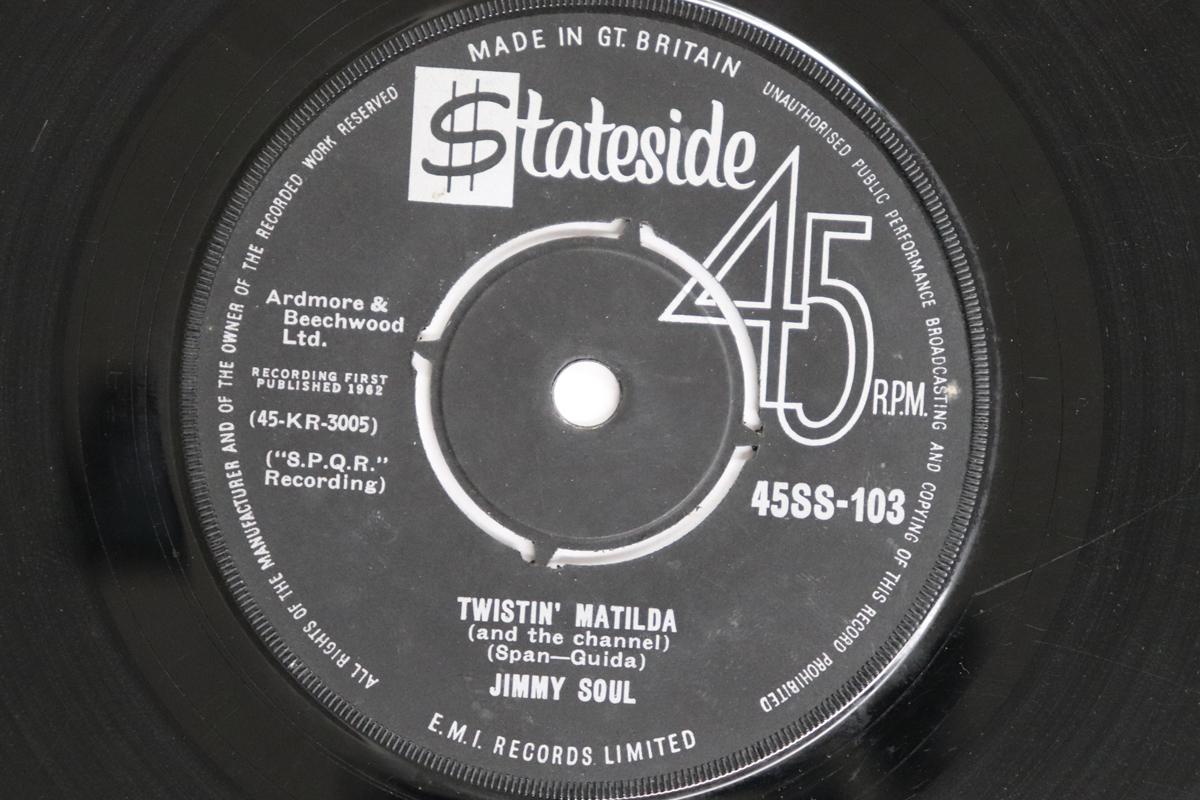 MADE IN GT. BRITAIN
Stateside
45
R.P.M.
Ardmore &
Beechwood
Ltd.
RECORDING FIRST
PUBLISHED 1962
(45-KR-3005)
("S.P.Q.R."
Recording)
45SS-103
TWISTIN' MATILDA
(and the channel)
(Span—Guida)
JIMMY SOUL
E.M.I. RECORDS LIMITED
ALL RIGHTS OF THE MANUFACTURER AND OF THE OWNER OF THE RECORDED WORK RESERVED
UNAUTHORISED PUBLIC PERFORMANCE BROADCASTING AND COPYING OF THIS RECORD PROHIBITED